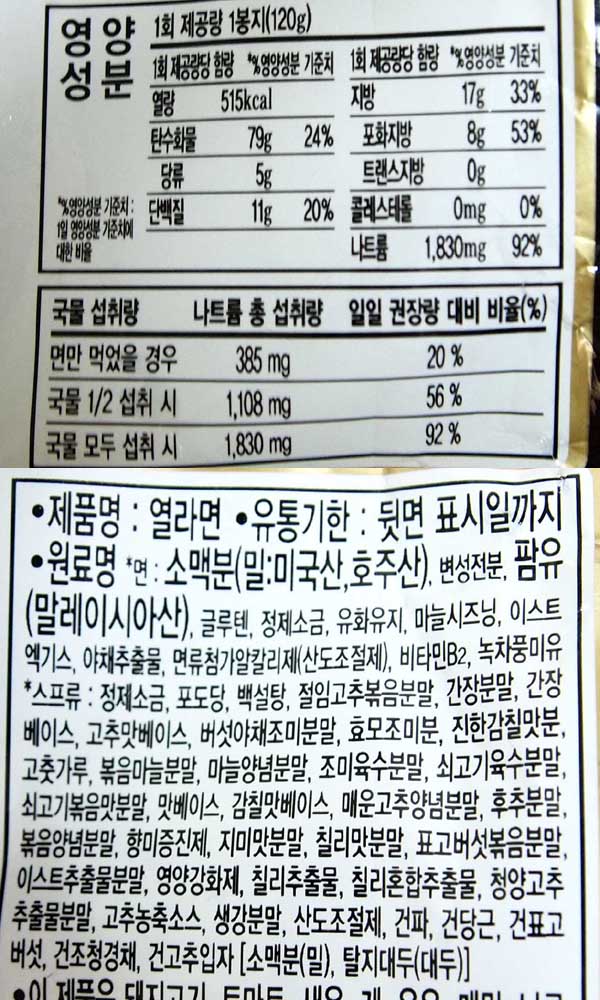 영양성분
1회 제공량 1봉지(120g)
1회 제공량당 함량 *%영양성분 기준치
열량 515kcal
탄수화물 79g 24%
당류 5g
단백질 11g 20%
1회 제공량당 함량 *%영양성분 기준치
지방 17g 33%
포화지방 8g 53%
트랜스지방 0g
콜레스테롤 0mg 0%
나트륨 1,830mg 92%
*%영양성분 기준치:
1일 영양성분 기준치에
대한 비율
국물 섭취량 나트륨 총 섭취량 일일 권장량 대비 비율(%)
면만 먹었을 경우 385 mg 20 %
국물 1/2 섭취 시 1,108 mg 56 %
국물 모두 섭취 시 1,830 mg 92 %
•제품명 : 열라면 •유통기한 : 뒷면 표시일까지
•원료명 *면 : 소맥분(밀:미국산,호주산), 변성전분, 팜유
(말레이시아산), 글루텐, 정제소금, 유화유지, 마늘시즈닝, 이스트
엑기스, 야채추출물, 면류첨가알칼리제(산도조절제), 비타민B2, 녹차풍미유
*스프류 : 정제소금, 포도당, 백설탕, 절임고추볶음분말, 간장분말, 간장
베이스, 고추맛베이스, 버섯야채조미분말, 효모조미분, 진한감칠맛분,
고춧가루, 볶음마늘분말, 마늘양념분말, 조미육수분말, 쇠고기육수분말,
쇠고기볶음맛분말, 맛베이스, 감칠맛베이스, 매운고추양념분말, 후추분말,
볶음양념분말, 향미증진제, 지미맛분말, 칠리맛분말, 표고버섯볶음분말,
이스트추출물분말, 영양강화제, 칠리추출물, 칠리혼합추출물, 청양고추
추출물분말, 고추농축소스, 생강분말, 산도조절제, 건파, 건당근, 건표고
버섯, 건조청경채, 건고추입자 [소맥분(밀), 탈지대두(대두)]
•이 제품은 돼지고기, 토마토, 새우, 게,